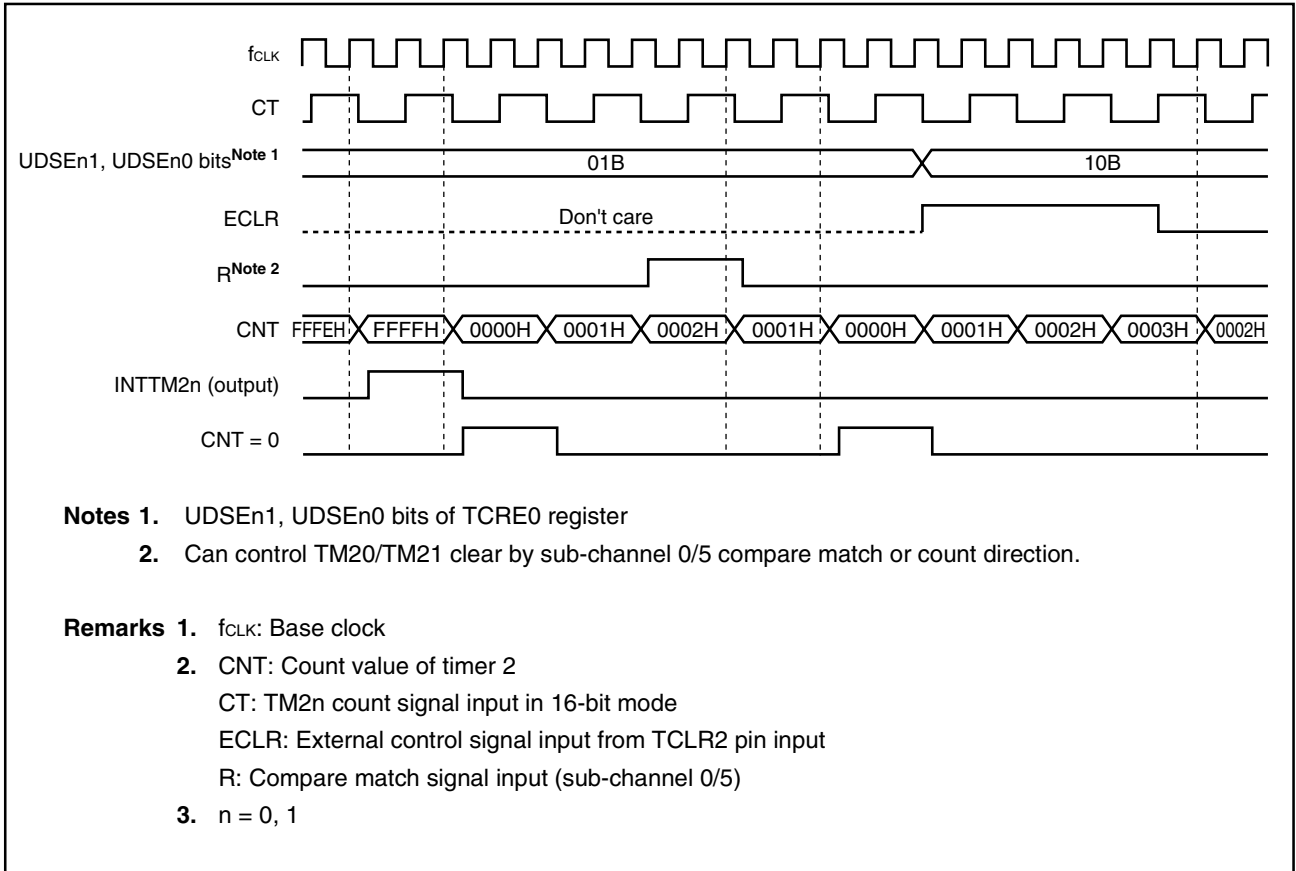 fCLK
CT
UDSEn1, UDSEn0 bitsNote 1 01B 10B
ECLR Don't care
RNote 2
CNT FFFEH FFFFH 0000H 0001H 0002H 0001H 0000H 0001H 0002H 0003H 0002H
INTTM2n (output)
CNT = 0
Notes 1. UDSEn1, UDSEn0 bits of TCRE0 register
2. Can control TM20/TM21 clear by sub-channel 0/5 compare match or count direction.
Remarks 1. fCLK: Base clock
2. CNT: Count value of timer 2
CT: TM2n count signal input in 16-bit mode
ECLR: External control signal input from TCLR2 pin input
R: Compare match signal input (sub-channel 0/5)
3. n = 0, 1